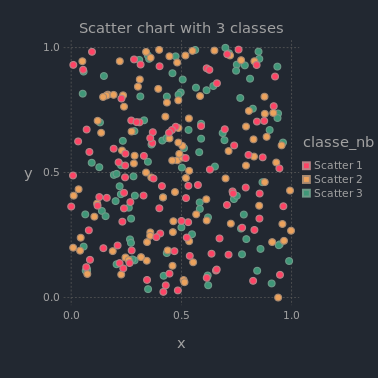 Scatter chart with 3 classes
1.0
0.5
0.0
y
0.0
0.5
1.0
x
classe_nb
Scatter 1
Scatter 2
Scatter 3